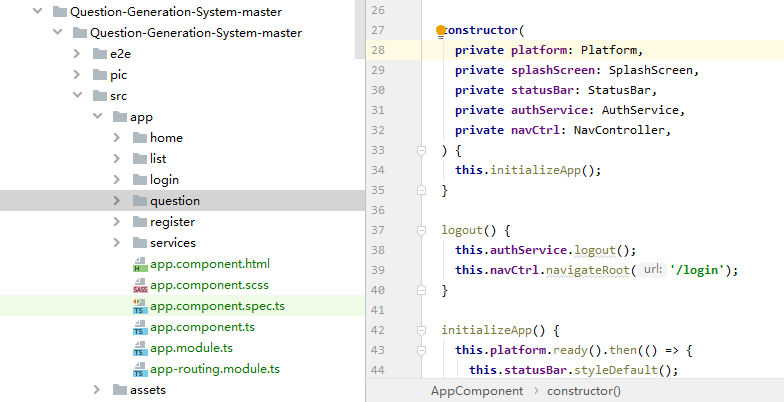 Question-Generation-System-master
Question-Generation-System-master
e2e
pic
src
app
home
list
login
question
register
services
app.component.html
app.component.scss
app.component.spec.ts
app.component.ts
app.module.ts
app-routing.module.ts
assets
26
27 constructor(
28 private platform: Platform,
29 private splashScreen: SplashScreen,
30 private statusBar: StatusBar,
31 private authService: AuthService,
32 private navCtrl: NavController,
33 ) {
34 this.initializeApp();
35 }
36
37 logout() {
38 this.authService.logout();
39 this.navCtrl.navigateRoot( url: '/login');
40 }
41
42 initializeApp() {
43 this.platform.ready().then(() => {
44 this.statusBar.styleDefault();
AppComponent > constructor()